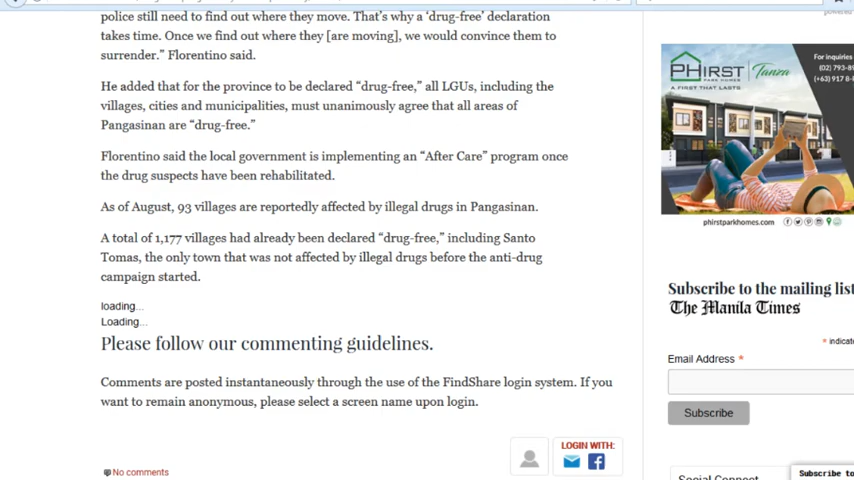 police still need to find out where they move. That's why a 'drug-free' declaration
takes time. Once we find out where they [are moving], we would convince them to
surrender." Florentino said.
He added that for the province to be declared "drug-free," all LGUs, including the
villages, cities and municipalities, must unanimously agree that all areas of
Pangasinan are "drug-free."
Florentino said the local government is implementing an "After Care" program once
the drug suspects have been rehabilitated.
As of August, 93 villages are reportedly affected by illegal drugs in Pangasinan.
A total of 1,177 villages had already been declared "drug-free," including Santo
Tomas, the only town that was not affected by illegal drugs before the anti-drug
campaign started.
loading...
Loading...
Please follow our commenting guidelines.
Comments are posted instantaneously through the use of the FindShare login system. If you
want to remain anonymous, please select a screen name upon login.
LOGIN WITH:
No comments
PHIRST
PARK HOMES
Tanza
A FIRST THAT LASTS
For inquiries
(02) 793-89
(+63) 917 8-
phirstparkhomes.com
Subscribe to the mailing list
The Manila Times
* indicate
Email Address *
Subscribe
Social Connect
Subscribe to